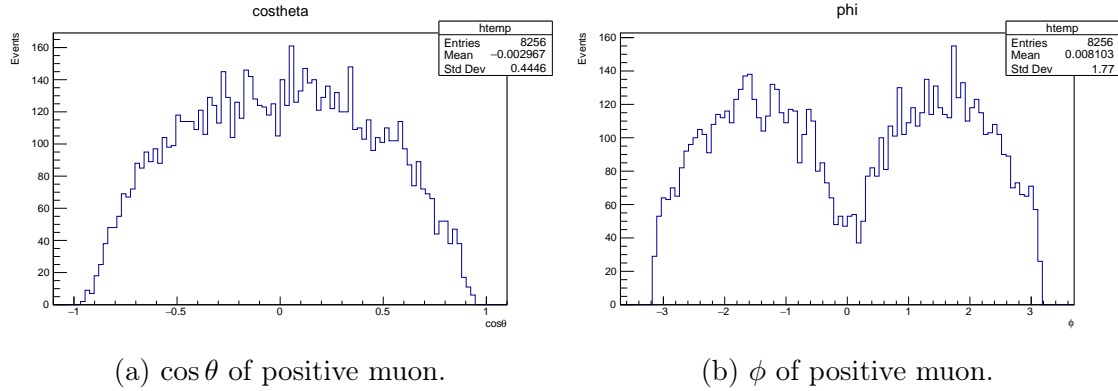 costheta
htemp
Entries 8256
Mean −0.002967
Std Dev 0.4446
Events
160
140
120
100
80
60
40
20
0
−1 −0.5 0 0.5 1
cosθ
(a) cos θ of positive muon.
phi
htemp
Entries 8256
Mean 0.008103
Std Dev 1.77
Events
160
140
120
100
80
60
40
20
0
−3 −2 −1 0 1 2 3
ϕ
(b) ϕ of positive muon.